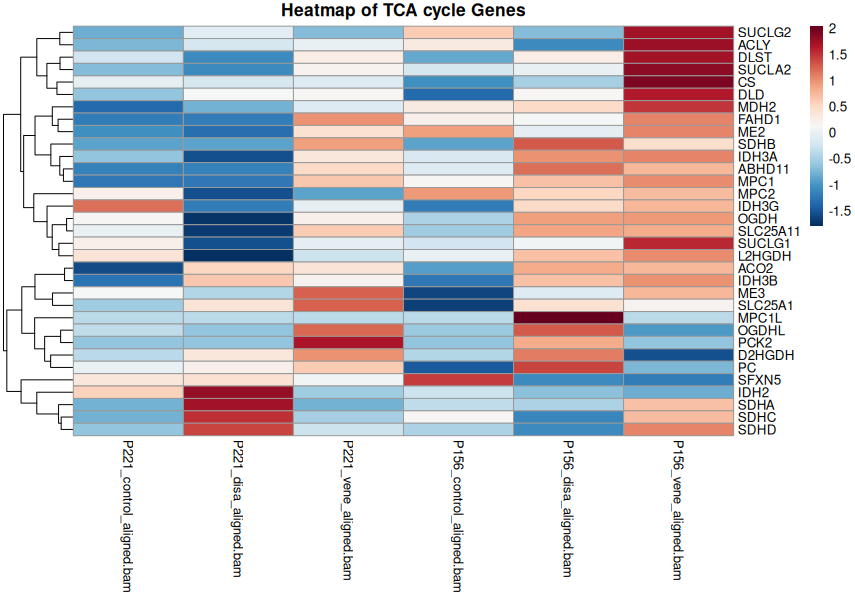 Heatmap of TCA cycle Genes
SUCLG2
ACLY
DLST
SUCLA2
CS
DLD
MDH2
FAHD1
ME2
SDHB
IDH3A
ABHD11
MPC1
MPC2
IDH3G
OGDH
SLC25A11
SUCLG1
L2HGDH
ACO2
IDH3B
ME3
SLC25A1
MPC1L
OGDHL
PCK2
D2HGDH
PC
SFXN5
IDH2
SDHA
SDHC
SDHD
2
1.5
1
0.5
0
-0.5
-1
-1.5
P221_control_aligned.bam
P221_disa_aligned.bam
P221_vene_aligned.bam
P156_control_aligned.bam
P156_disa_aligned.bam
P156_vene_aligned.bam